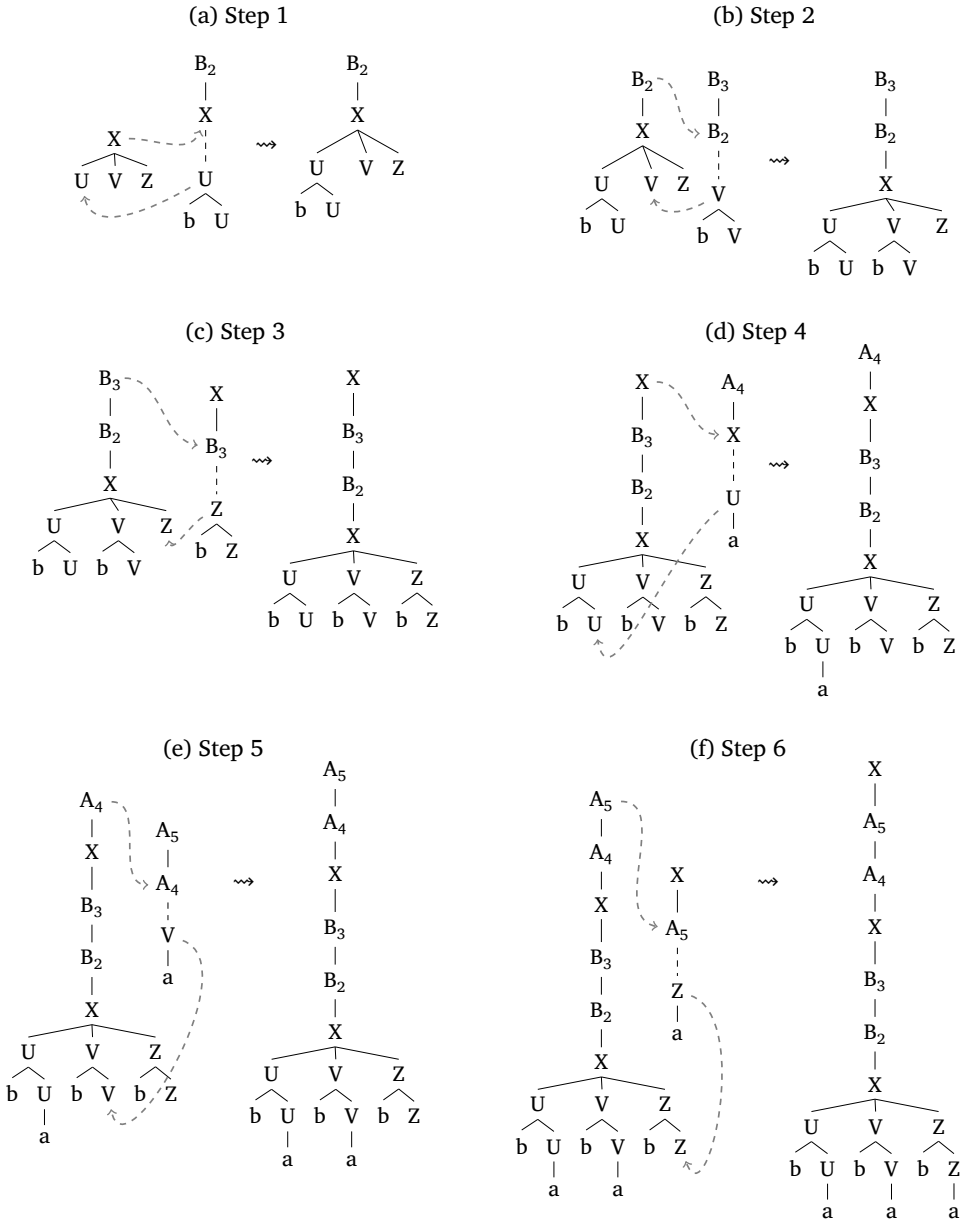 (a) Step 1
B₂ B₂
X X
X
U V Z U U V Z
b U b U
(b) Step 2
B₂ B₃ B₃
X B₂ B₂
⇝ X
U V Z V U V Z
b U b V b U b V
(c) Step 3
B₃ X X
B₂ B₃ B₃
X B₂
U V Z Z X
b U b V b Z U V Z
b U b V b Z
(d) Step 4
X A₄ A₄
B₃ X X
B₂ U B₃
X a B₂
U V Z X
b U b V b Z U V Z
b U b V b Z
a
(e) Step 5
A₄ A₅ A₅
X A₄ A₄
B₃ V X
B₂ a B₃
X B₂
U V Z X
b U b V b Z U V Z
a b U b V b Z
a a
(f) Step 6
A₅ X X
A₄ A₅ A₅
X Z A₄
B₃ a X
B₂ B₃
X B₂
U V Z X
b U b V b Z U V Z
a a b U b V b Z
a a a